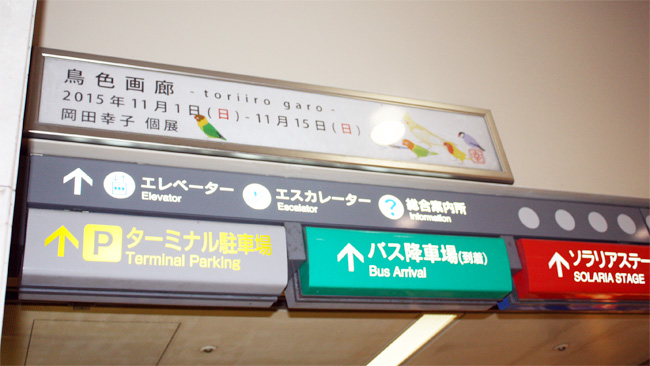 鳥色画廊 - toriiro garo -
2015年11月1日(日)-11月15日(日)
岡田幸子 個展
エレベーター
Elevator
エスカレーター
Escalator
?
総合案内所
Information
P
ターミナル駐車場
Terminal Parking
バス降車場(到着)
Bus Arrival
ソラリアステー
SOLARIA STAGE